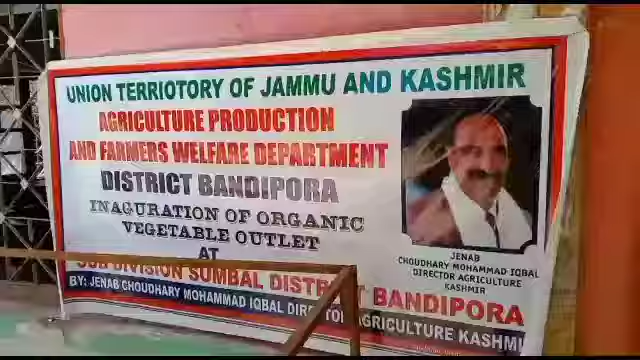 UNION TERRIOTORY OF JAMMU AND KASHMIR
AGRICULTURE PRODUCTION
AND FARMERS WELFARE DEPARTMENT
DISTRICT BANDIPORA
INAGURATION OF ORGANIC
VEGETABLE OUTLET
AT
SUB DIVISION SUMBAL DISTRICT BANDIPORA
BY: JENAB CHOUDHARY MOHAMMAD IQBAL DIRECTOR AGRICULTURE KASHMI
JENAB
CHOUDHARY MOHAMMAD IQBAL
DIRECTOR AGRICULTURE
KASHMIR